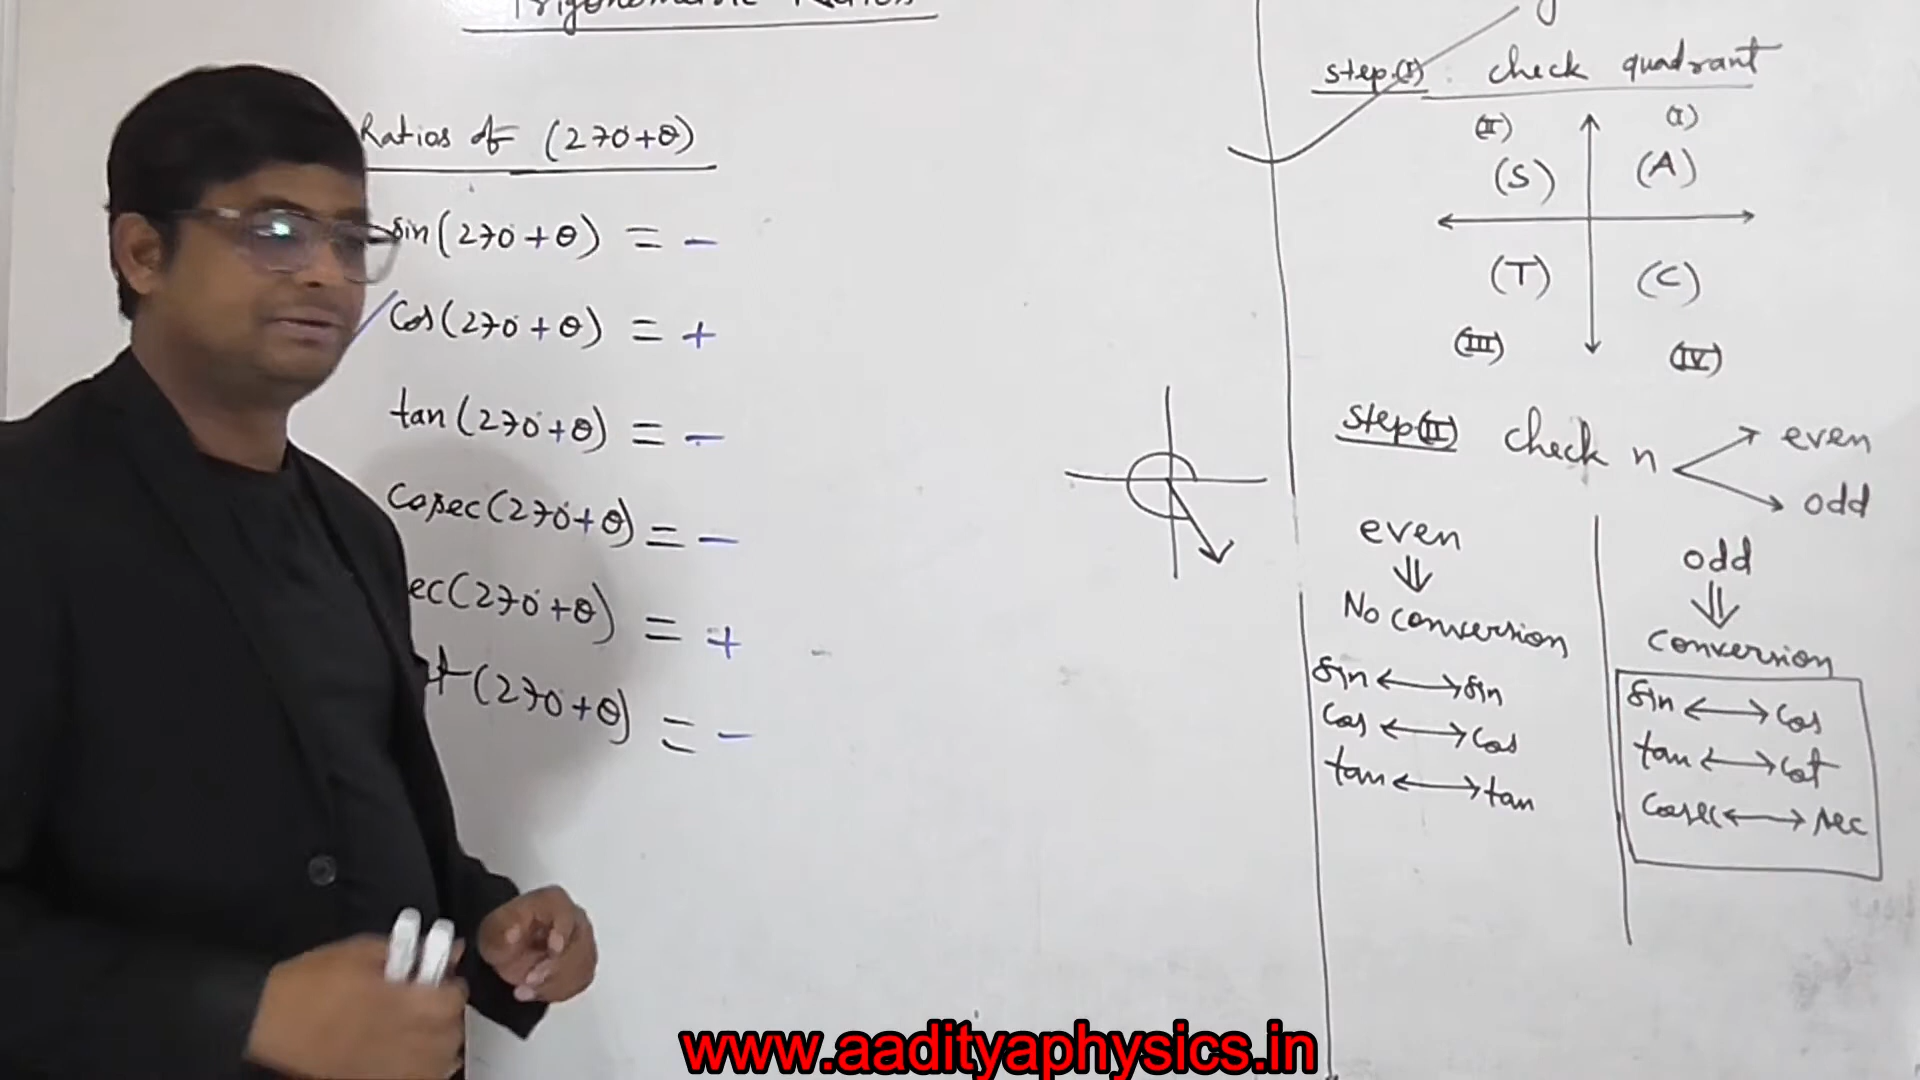 Trigonometric Ratios
Ratios of (270+θ)
sin(270+θ) = -
cos(270+θ) = +
tan(270+θ) = -
cosec(270+θ) = -
ec(270+θ) = +
t(270+θ) = -
step.(I) : check quadrant
(II) (I)
(S) (A)
(T) (C)
(III) (IV)
step(II) check n even
odd
even
⇓
No conversion
sin ↔ sin
cos ↔ cos
tan ↔ tan
odd
⇓
conversion
sin ↔ cos
tan ↔ cot
cosec ↔ sec
www.aadityaphysics.in